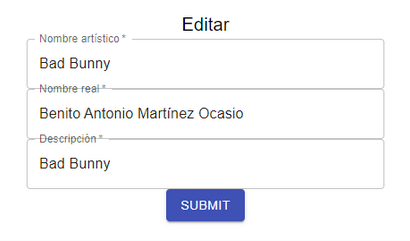 Editar
Nombre artístico *
Bad Bunny
Nombre real *
Benito Antonio Martínez Ocasio
Descripción *
Bad Bunny
SUBMIT